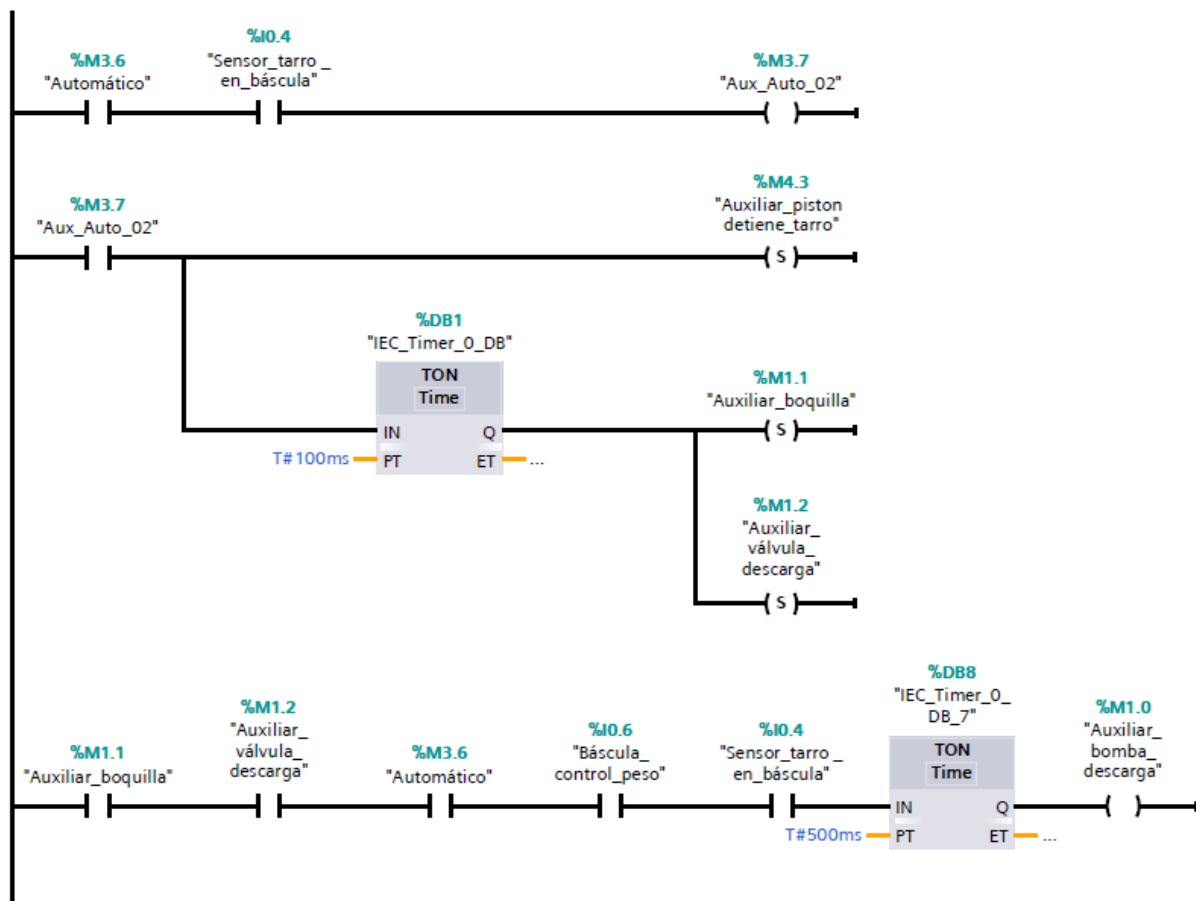 %M3.6
"Automático"
%I0.4
"Sensor_tarro _
en_báscula"
%M3.7
"Aux_Auto_02"
%M3.7
"Aux_Auto_02"
%M4.3
"Auxiliar_piston
detiene_tarro"
S
%DB1
"IEC_Timer_0_DB"
TON
Time
IN Q
T#100ms PT ET ...
%M1.1
"Auxiliar_boquilla"
S
%M1.2
"Auxiliar_
válvula_
descarga"
S
%M1.1
"Auxiliar_boquilla"
%M1.2
"Auxiliar_
válvula_
descarga"
%M3.6
"Automático"
%I0.6
"Báscula_
control_peso"
%I0.4
"Sensor_tarro _
en_báscula"
%DB8
"IEC_Timer_0_
DB_7"
TON
Time
IN Q
T#500ms PT ET ...
%M1.0
"Auxiliar_
bomba_
descarga"